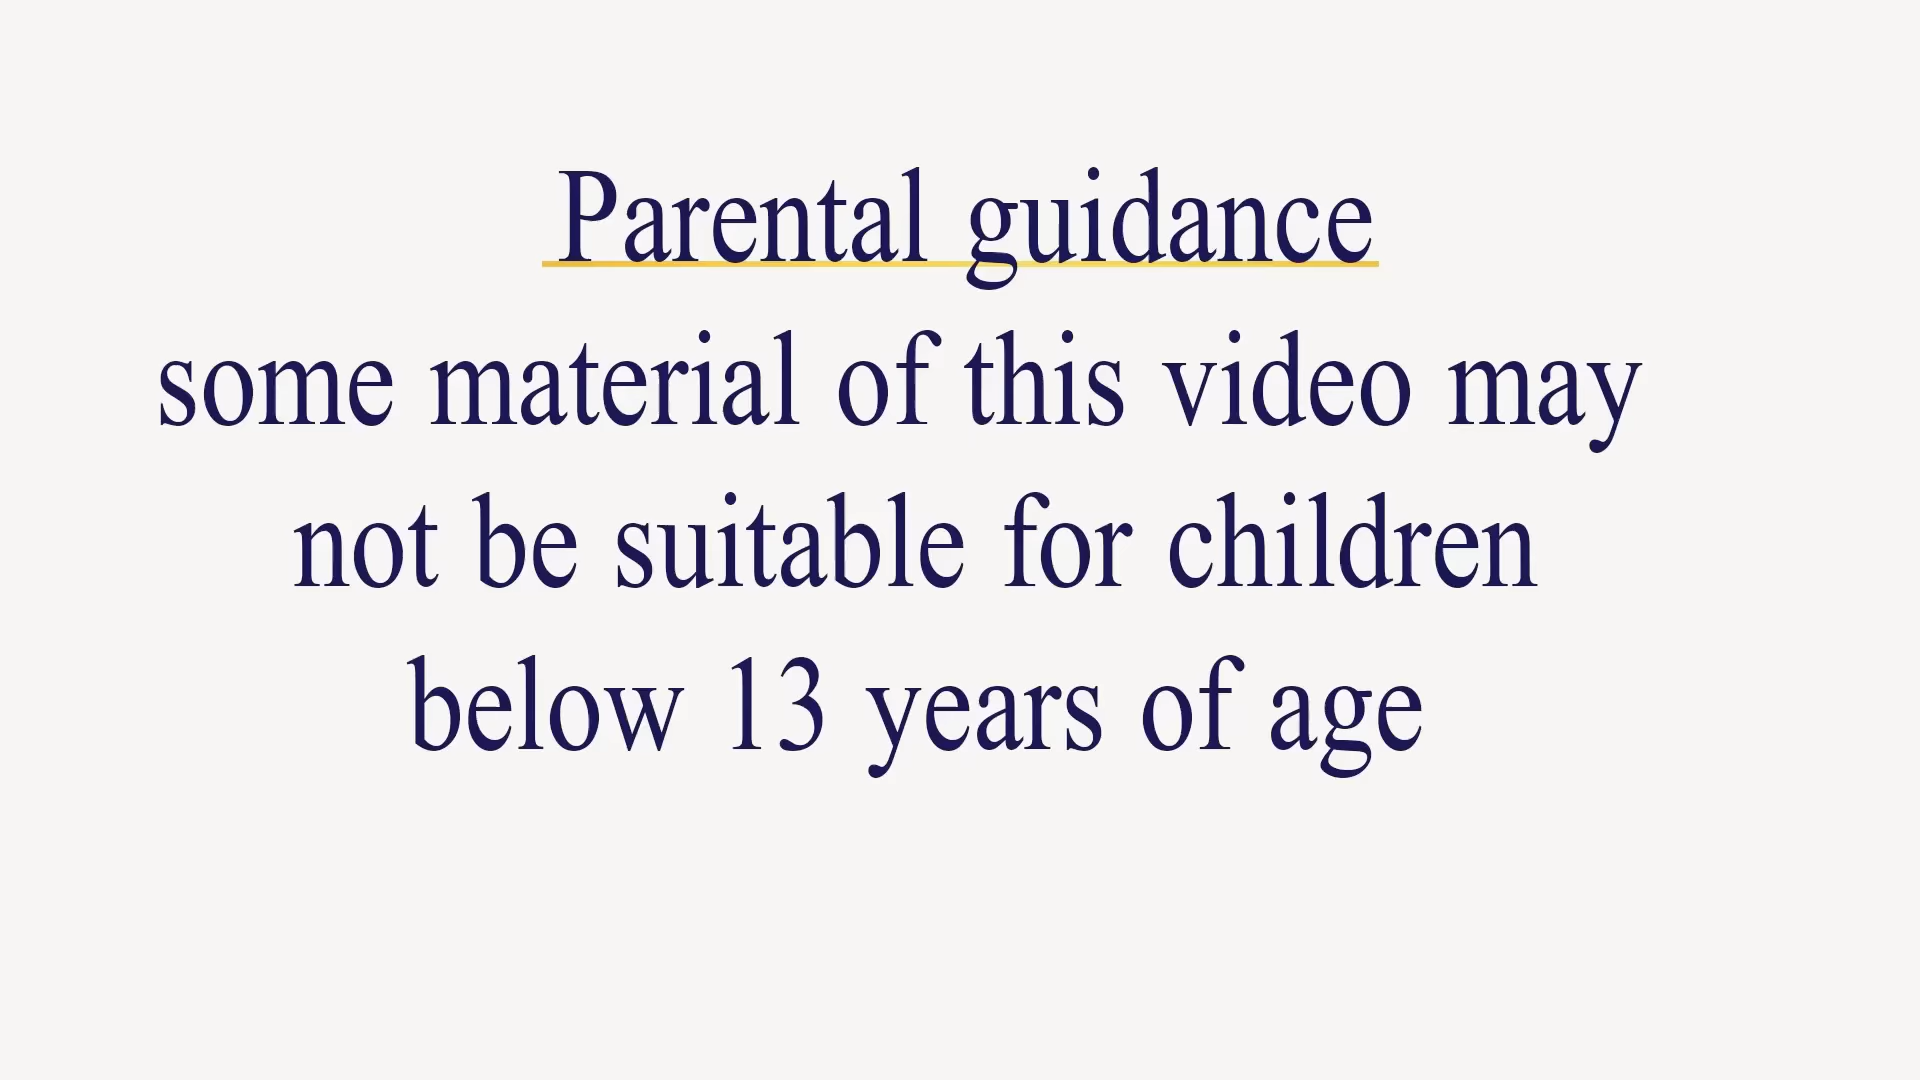 Parental guidance
some material of this video may
not be suitable for children
below 13 years of age